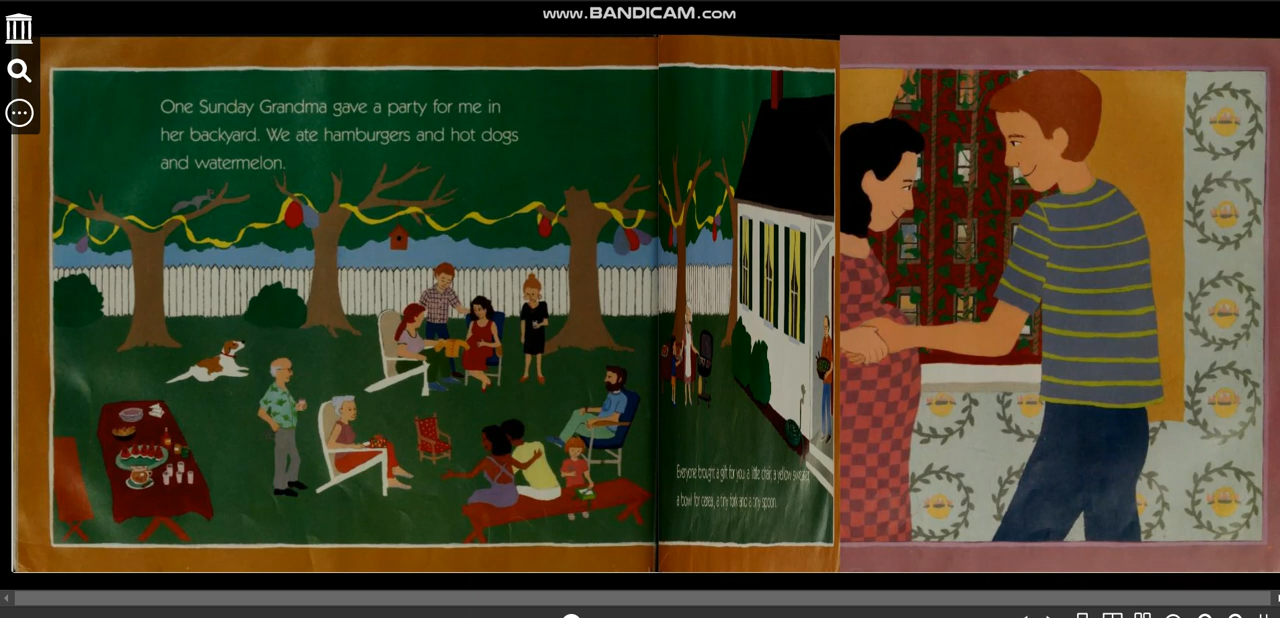 www.BANDICAM.com
One Sunday Grandma gave a party for me in
her backyard. We ate hamburgers and hot dogs
and watermelon.
Everyone brought a gift for you: a little chair, a yellow sweater,
a bowl for cereal, a tiny fork and a tiny spoon.